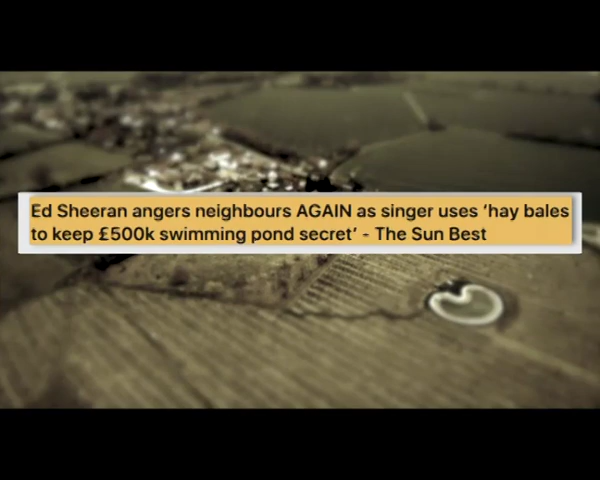 Ed Sheeran angers neighbours AGAIN as singer uses ‘hay bales
to keep £500k swimming pond secret’ - The Sun Best